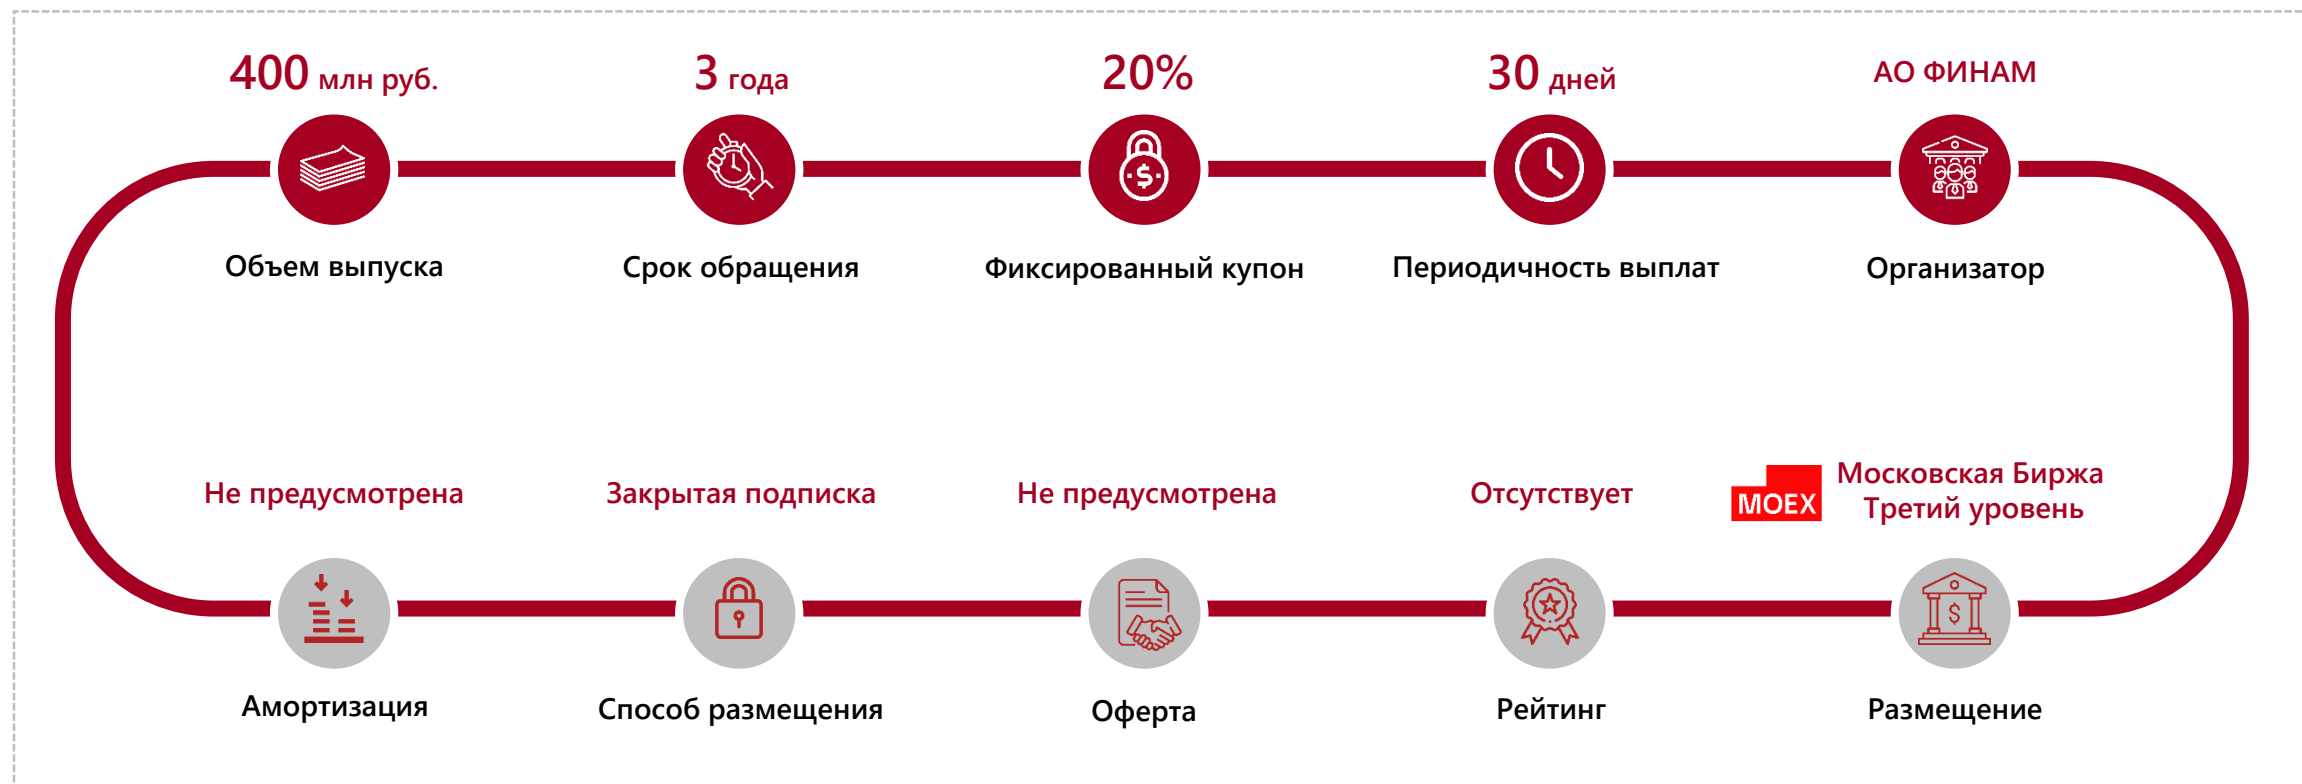 400 млн руб.
3 года
20%
30 дней
АО ФИНАМ
Объем выпуска
Срок обращения
Фиксированный купон
Периодичность выплат
Организатор
Не предусмотрена
Закрытая подписка
Не предусмотрена
Отсутствует
MOEX
Московская Биржа
Третий уровень
Амортизация
Способ размещения
Оферта
Рейтинг
Размещение